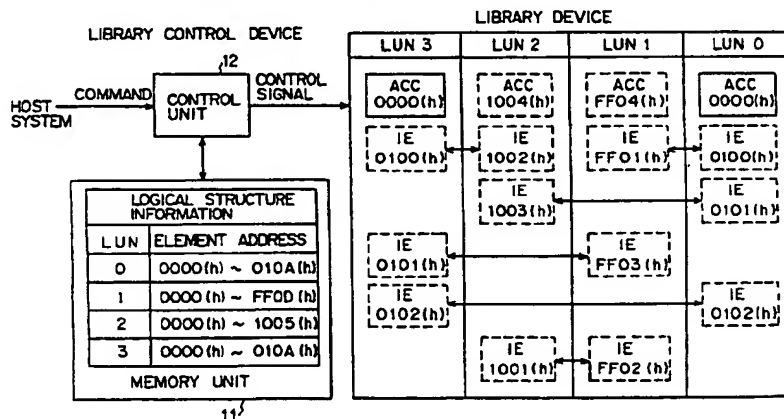 LIBRARY DEVICE
LIBRARY CONTROL DEVICE
12
HOST SYSTEM
COMMAND
CONTROL UNIT
CONTROL SIGNAL
LOGICAL STRUCTURE
INFORMATION
LUN ELEMENT ADDRESS
0 0000(h) ~ 010A(h)
1 0000(h) ~ FF0D(h)
2 0000(h) ~ 1005(h)
3 0000(h) ~ 010A(h)
MEMORY UNIT
11
LUN 3 LUN 2 LUN 1 LUN 0
ACC ACC ACC ACC
0000(h) 1004(h) FF04(h) 0000(h)
IE IE IE IE
0100(h) 1002(h) FF01(h) 0100(h)
IE IE
1003(h) 0101(h)
IE IE
0101(h) FF03(h)
IE IE
0102(h) 0102(h)
IE IE
1001(h) FF02(h)